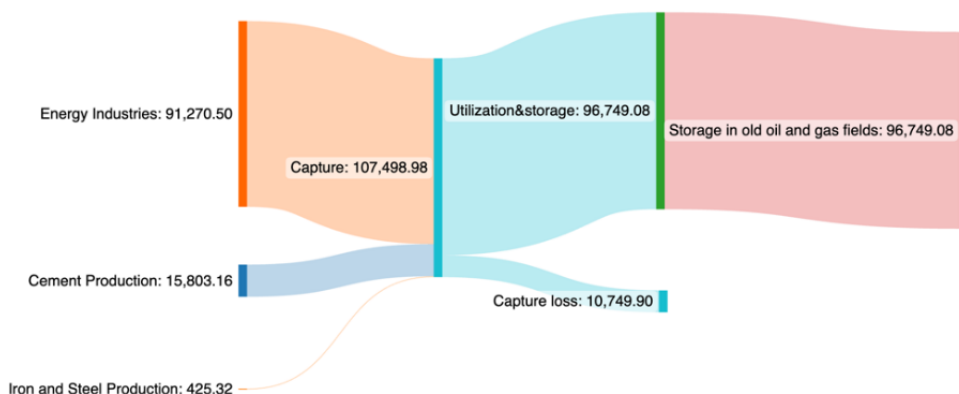 Energy Industries: 91,270.50
Utilization&storage: 96,749.08
Storage in old oil and gas fields: 96,749.08
Capture: 107,498.98
Cement Production: 15,803.16
Capture loss: 10,749.90
Iron and Steel Production: 425.32